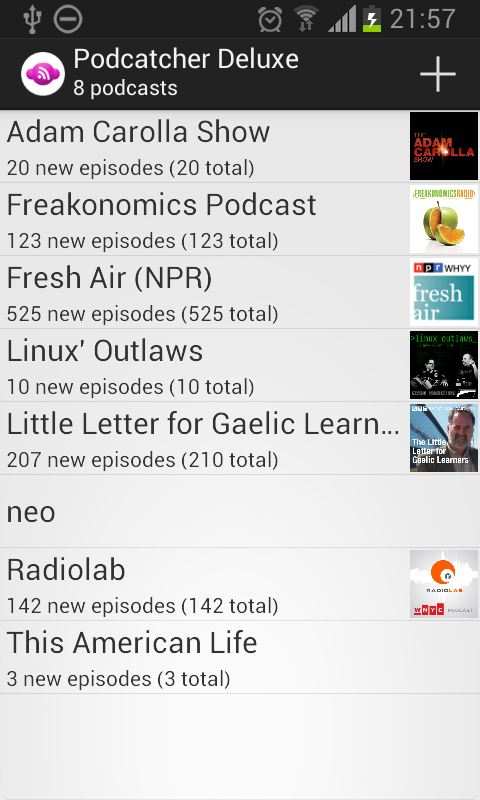 21:57
Podcatcher Deluxe
8 podcasts
Adam Carolla Show
20 new episodes (20 total)
THE
ADAM
CAROLLA
SHOW
Freakonomics Podcast
123 new episodes (123 total)
FREAKONOMICSRADIO
Fresh Air (NPR)
525 new episodes (525 total)
npr WHYY
fresh
air
Linux' Outlaws
10 new episodes (10 total)
>linux outlaws_
Little Letter for Gaelic Learn...
207 new episodes (210 total)
The Little
Letter for
Gaelic Learners
neo
Radiolab
142 new episodes (142 total)
RADIOLAB
WNYC PODCAST
This American Life
3 new episodes (3 total)